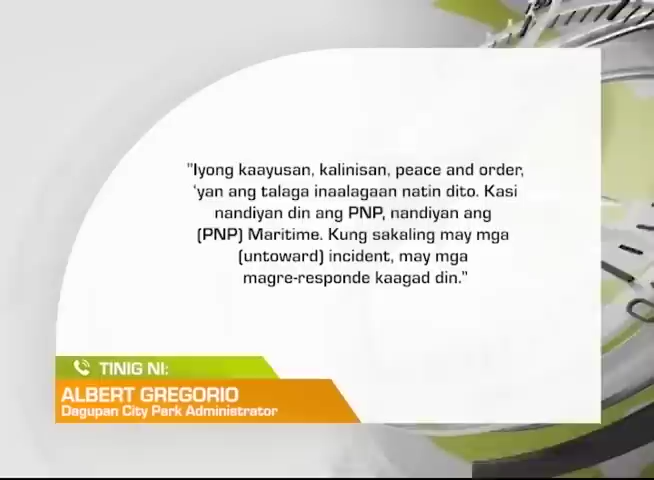 "Iyong kaayusan, kalinisan, peace and order,
'yan ang talaga inaalagaan natin dito. Kasi
nandiyan din ang PNP, nandiyan ang
(PNP) Maritime. Kung sakaling may mga
(untoward) incident, may mga
magre-responde kaagad din."
TINIG NI:
ALBERT GREGORIO
Dagupan City Park Administrator